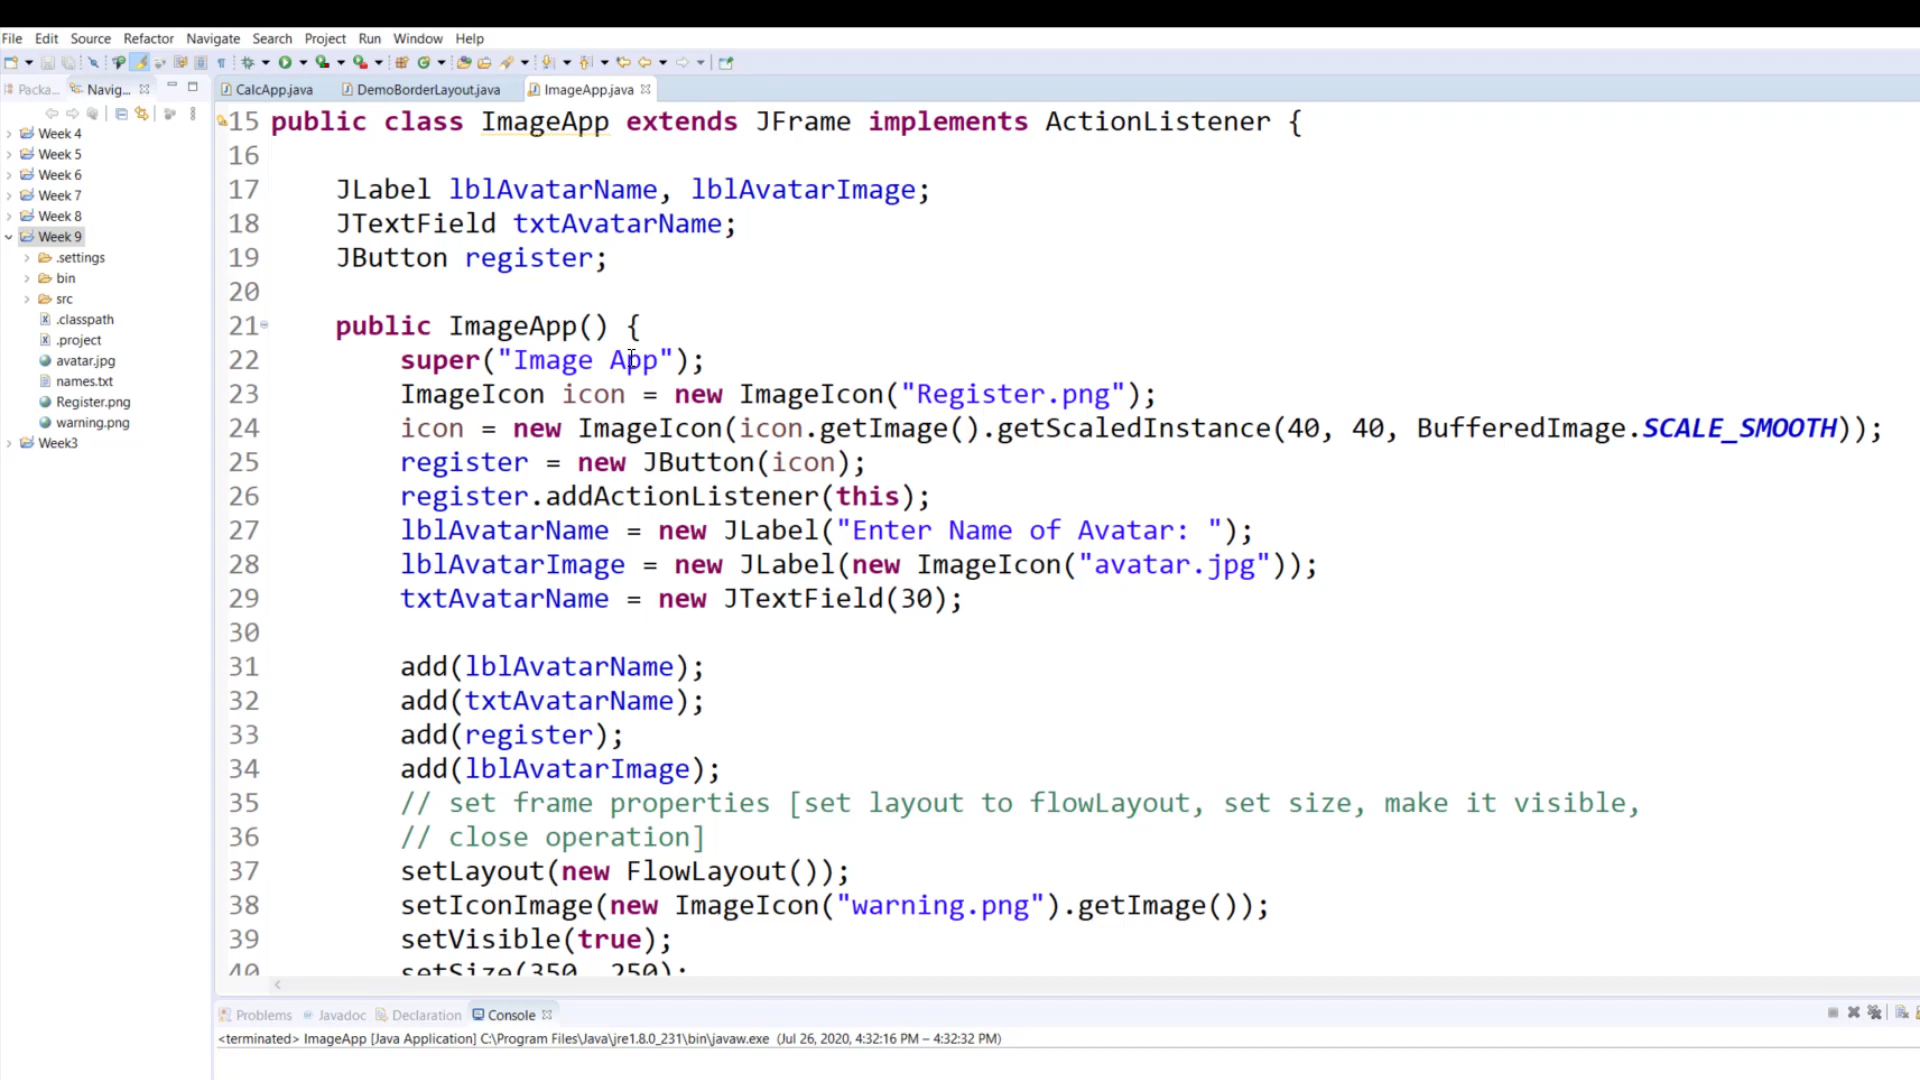 File Edit Source Refactor Navigate Search Project Run Window Help
Packa... Navig... CalcApp.java DemoBorderLayout.java ImageApp.java
Week 4
Week 5
Week 6
Week 7
Week 8
Week 9
.settings
bin
src
.classpath
.project
avatar.jpg
names.txt
Register.png
warning.png
Week3
15 public class ImageApp extends JFrame implements ActionListener {
16
17 JLabel lblAvatarName, lblAvatarImage;
18 JTextField txtAvatarName;
19 JButton register;
20
21 public ImageApp() {
22 super("Image App");
23 ImageIcon icon = new ImageIcon("Register.png");
24 icon = new ImageIcon(icon.getImage().getScaledInstance(40, 40, BufferedImage.SCALE_SMOOTH));
25 register = new JButton(icon);
26 register.addActionListener(this);
27 lblAvatarName = new JLabel("Enter Name of Avatar: ");
28 lblAvatarImage = new JLabel(new ImageIcon("avatar.jpg"));
29 txtAvatarName = new JTextField(30);
30
31 add(lblAvatarName);
32 add(txtAvatarName);
33 add(register);
34 add(lblAvatarImage);
35 // set frame properties [set layout to flowLayout, set size, make it visible,
36 // close operation]
37 setLayout(new FlowLayout());
38 setIconImage(new ImageIcon("warning.png").getImage());
39 setVisible(true);
40 setSize(350, 250);
Problems Javadoc Declaration Console
<terminated> ImageApp [Java Application] C:\Program Files\Java\jre1.8.0_231\bin\javaw.exe (Jul 26, 2020, 4:32:16 PM – 4:32:32 PM)